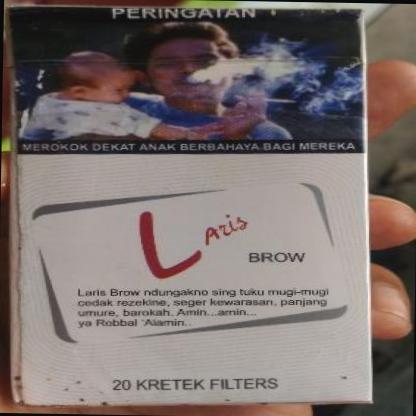 PERINGATAN
MEROKOK DEKAT ANAK BERBAHAYA BAGI MEREKA
Laris
BROW
Laris Brow ndungakno sing tuku mugi-mugi
cedak rezekine, seger kewarasan, panjang
umure, barokah. Amin...amin...
ya Robbal 'Alamin..
20 KRETEK FILTERS